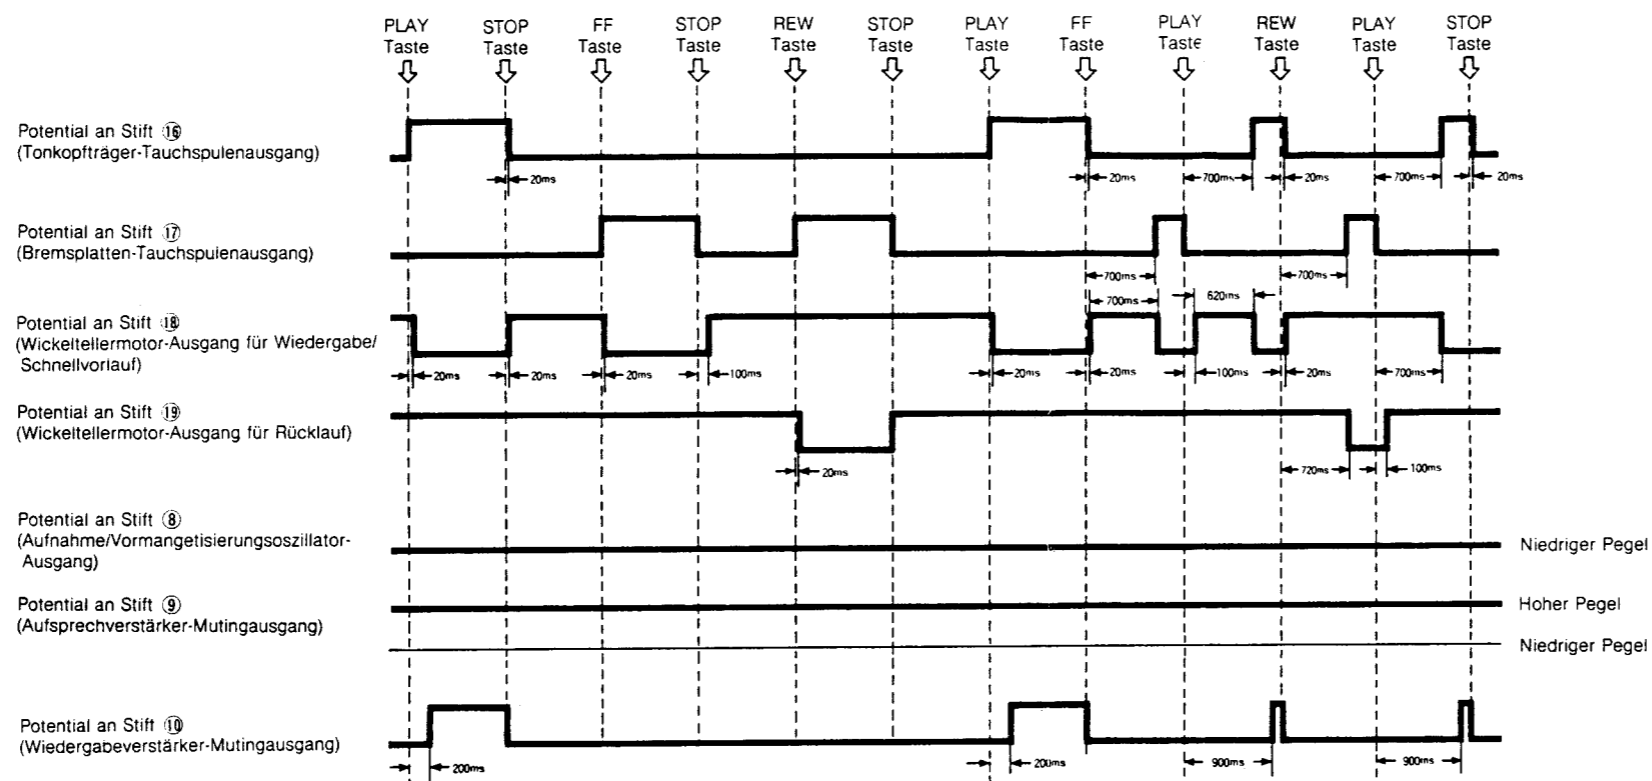 PLAY Taste
STOP Taste
FF Taste
STOP Taste
REW Taste
STOP Taste
PLAY Taste
FF Taste
PLAY Taste
REW Taste
PLAY Taste
STOP Taste
Potential an Stift ⑯
(Tonkopfträger-Tauchspulenausgang)
20ms
20ms
700ms
20ms
700ms
20ms
Potential an Stift ⑰
(Bremsplatten-Tauchspulenausgang)
700ms
700ms
700ms
620ms
Potential an Stift ⑱
(Wickeltellermotor-Ausgang für Wiedergabe/
Schnellvorlauf)
20ms
20ms
20ms
100ms
20ms
20ms
100ms
20ms
700ms
Potential an Stift ⑲
(Wickeltellermotor-Ausgang für Rücklauf)
20ms
720ms
100ms
Potential an Stift ⑧
(Aufnahme/Vormangetisierungsoszillator-
Ausgang)
Niedriger Pegel
Potential an Stift ⑨
(Aufsprechverstärker-Mutingausgang)
Hoher Pegel
Niedriger Pegel
Potential an Stift ⑩
(Wiedergabeverstärker-Mutingausgang)
200ms
200ms
900ms
900ms